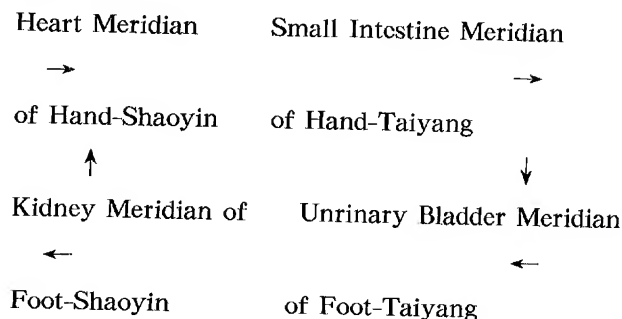 Heart Meridian Small Intestine Meridian
→ →
of Hand-Shaoyin of Hand-Taiyang
↑ ↓
Kidney Meridian of Unrinary Bladder Meridian
← ←
Foot-Shaoyin of Foot-Taiyang